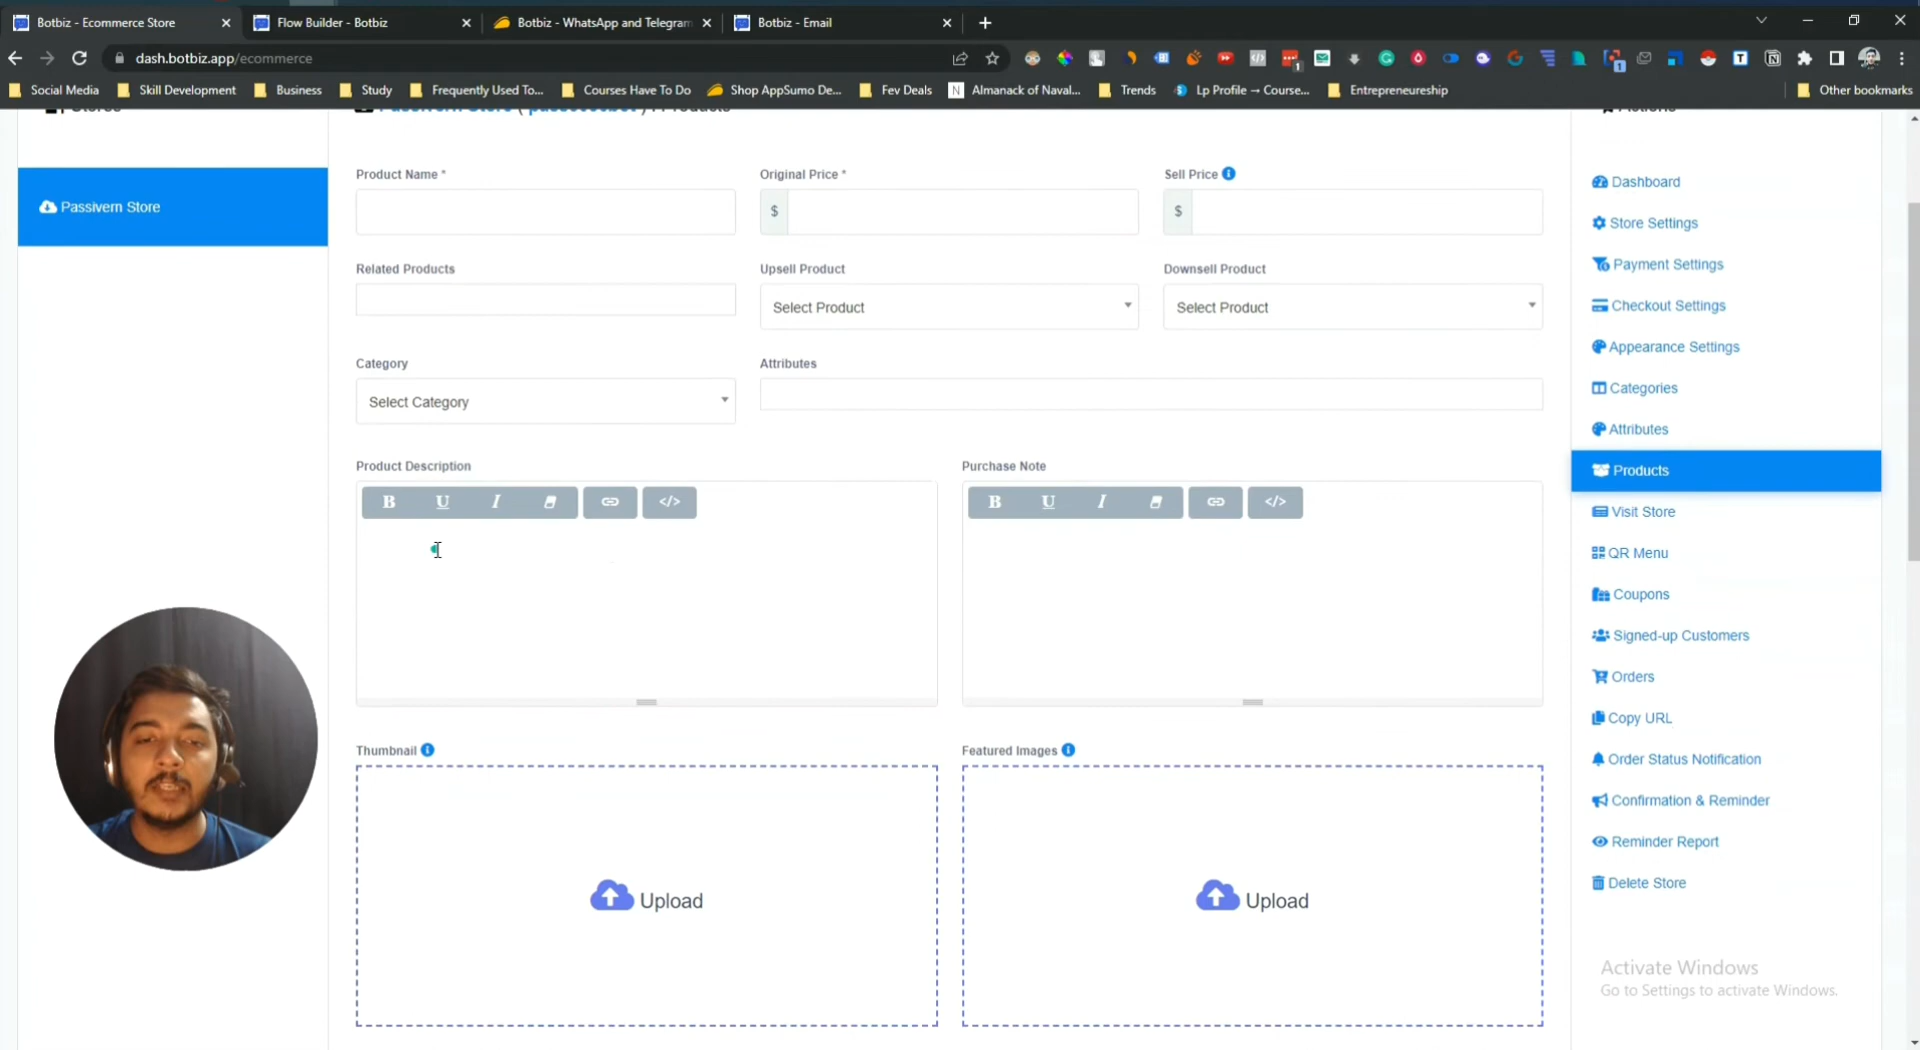 Botbiz - Ecommerce Store
Flow Builder - Botbiz
Botbiz - WhatsApp and Telegram
Botbiz - Email
dash.botbiz.app/ecommerce
Social Media
Skill Development
Business
Study
Frequently Used To...
Courses Have To Do
Shop AppSumo De...
Fev Deals
Almanack of Naval...
Trends
Lp Profile → Course...
Entrepreneureship
Other bookmarks
Passivern Store
Product Name *
Original Price *
Sell Price
$
$
Related Products
Upsell Product
Downsell Product
Select Product
Select Product
Category
Attributes
Select Category
Product Description
Purchase Note
B U I </>
B U I </>
Thumbnail
Featured Images
Upload
Upload
Dashboard
Store Settings
Payment Settings
Checkout Settings
Appearance Settings
Categories
Attributes
Products
Visit Store
QR Menu
Coupons
Signed-up Customers
Orders
Copy URL
Order Status Notification
Confirmation & Reminder
Reminder Report
Delete Store
Activate Windows
Go to Settings to activate Windows.